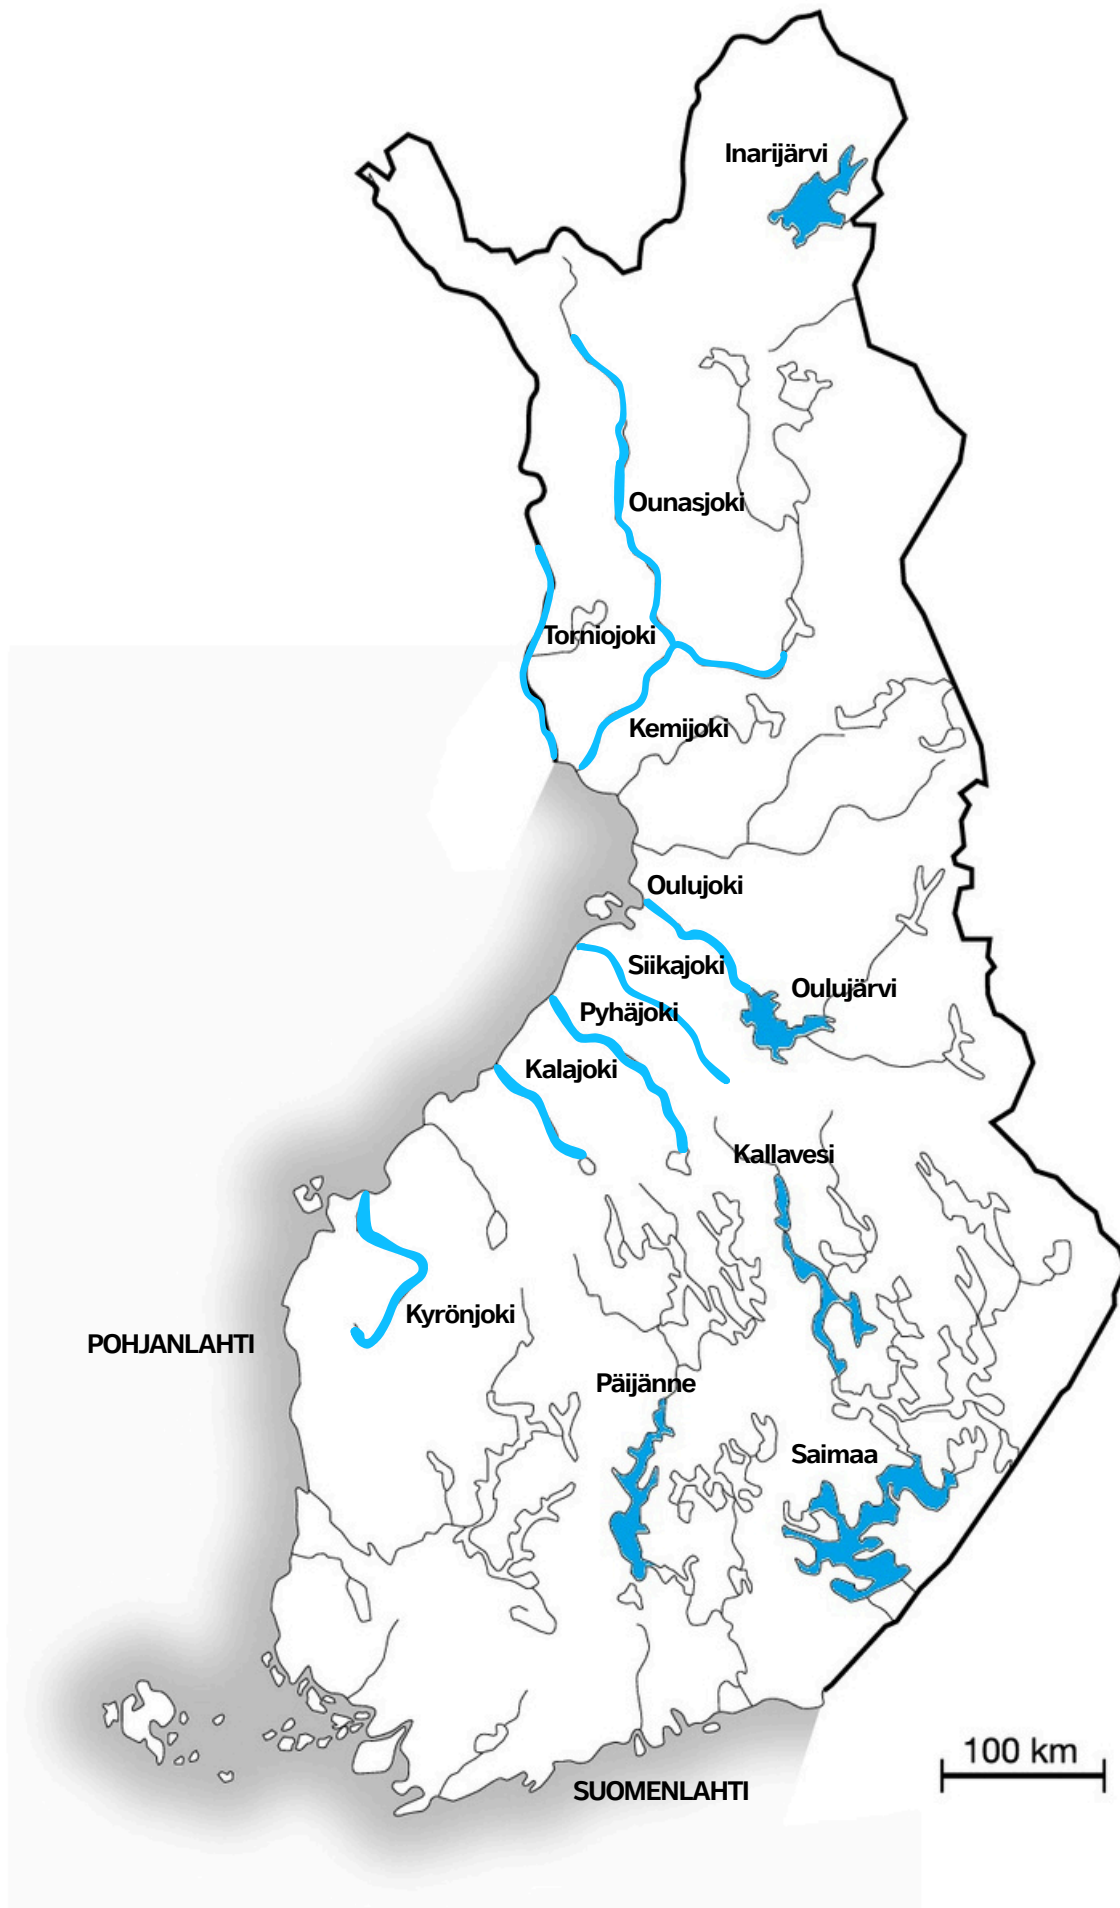 Inarijärvi
Ounasjoki
Torniojoki
Kemijoki
Oulujoki
Siikajoki
Oulujärvi
Pyhäjoki
Kalajoki
Kallavesi
Kyrönjoki
POHJANLAHTI
Päijänne
Saimaa
100 km
SUOMENLAHTI